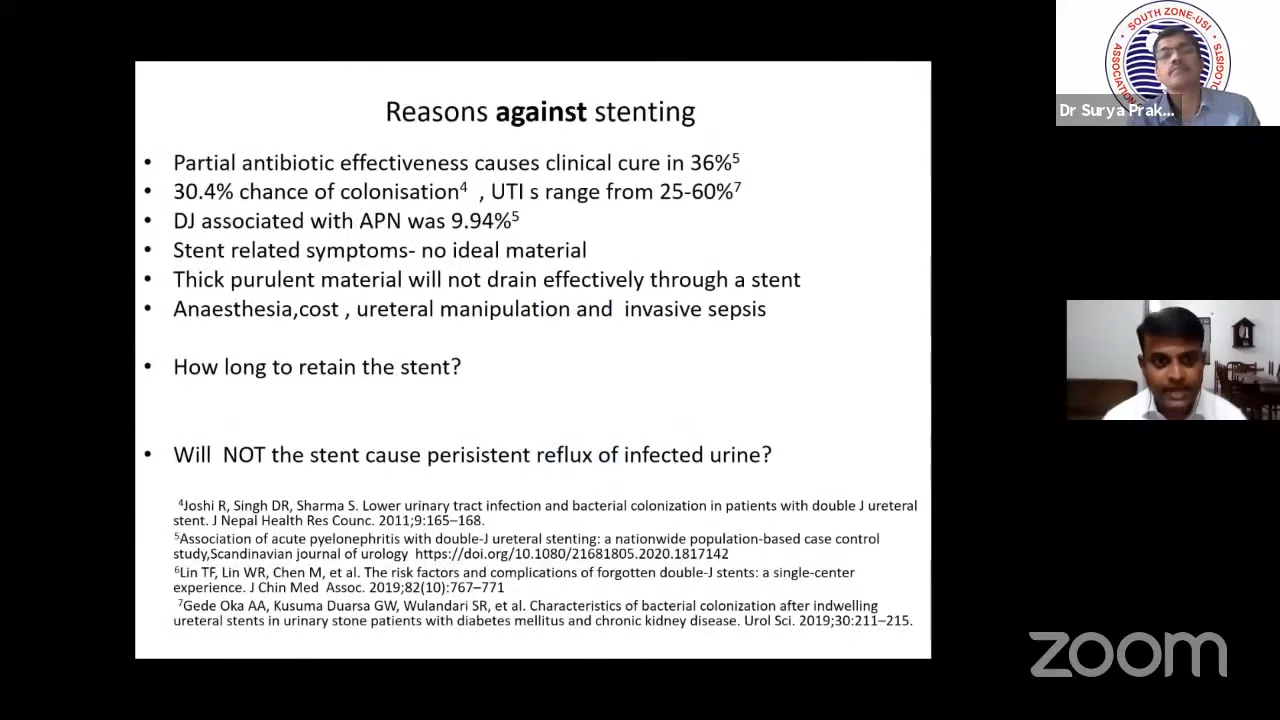 Reasons against stenting
• Partial antibiotic effectiveness causes clinical cure in 36%⁵
• 30.4% chance of colonisation⁴ , UTI s range from 25-60%⁷
• DJ associated with APN was 9.94%⁵
• Stent related symptoms- no ideal material
• Thick purulent material will not drain effectively through a stent
• Anaesthesia,cost , ureteral manipulation and invasive sepsis
• How long to retain the stent?
• Will NOT the stent cause perisistent reflux of infected urine?
⁴Joshi R, Singh DR, Sharma S. Lower urinary tract infection and bacterial colonization in patients with double J ureteral
stent. J Nepal Health Res Counc. 2011;9:165–168.
⁵Association of acute pyelonephritis with double-J ureteral stenting: a nationwide population-based case control
study,Scandinavian journal of urology https://doi.org/10.1080/21681805.2020.1817142
⁶Lin TF, Lin WR, Chen M, et al. The risk factors and complications of forgotten double-J stents: a single-center
experience. J Chin Med Assoc. 2019;82(10):767–771
⁷Gede Oka AA, Kusuma Duarsa GW, Wulandari SR, et al. Characteristics of bacterial colonization after indwelling
ureteral stents in urinary stone patients with diabetes mellitus and chronic kidney disease. Urol Sci. 2019;30:211–215.
SOUTH ZONE-USI
Dr Surya Prak...
zoom